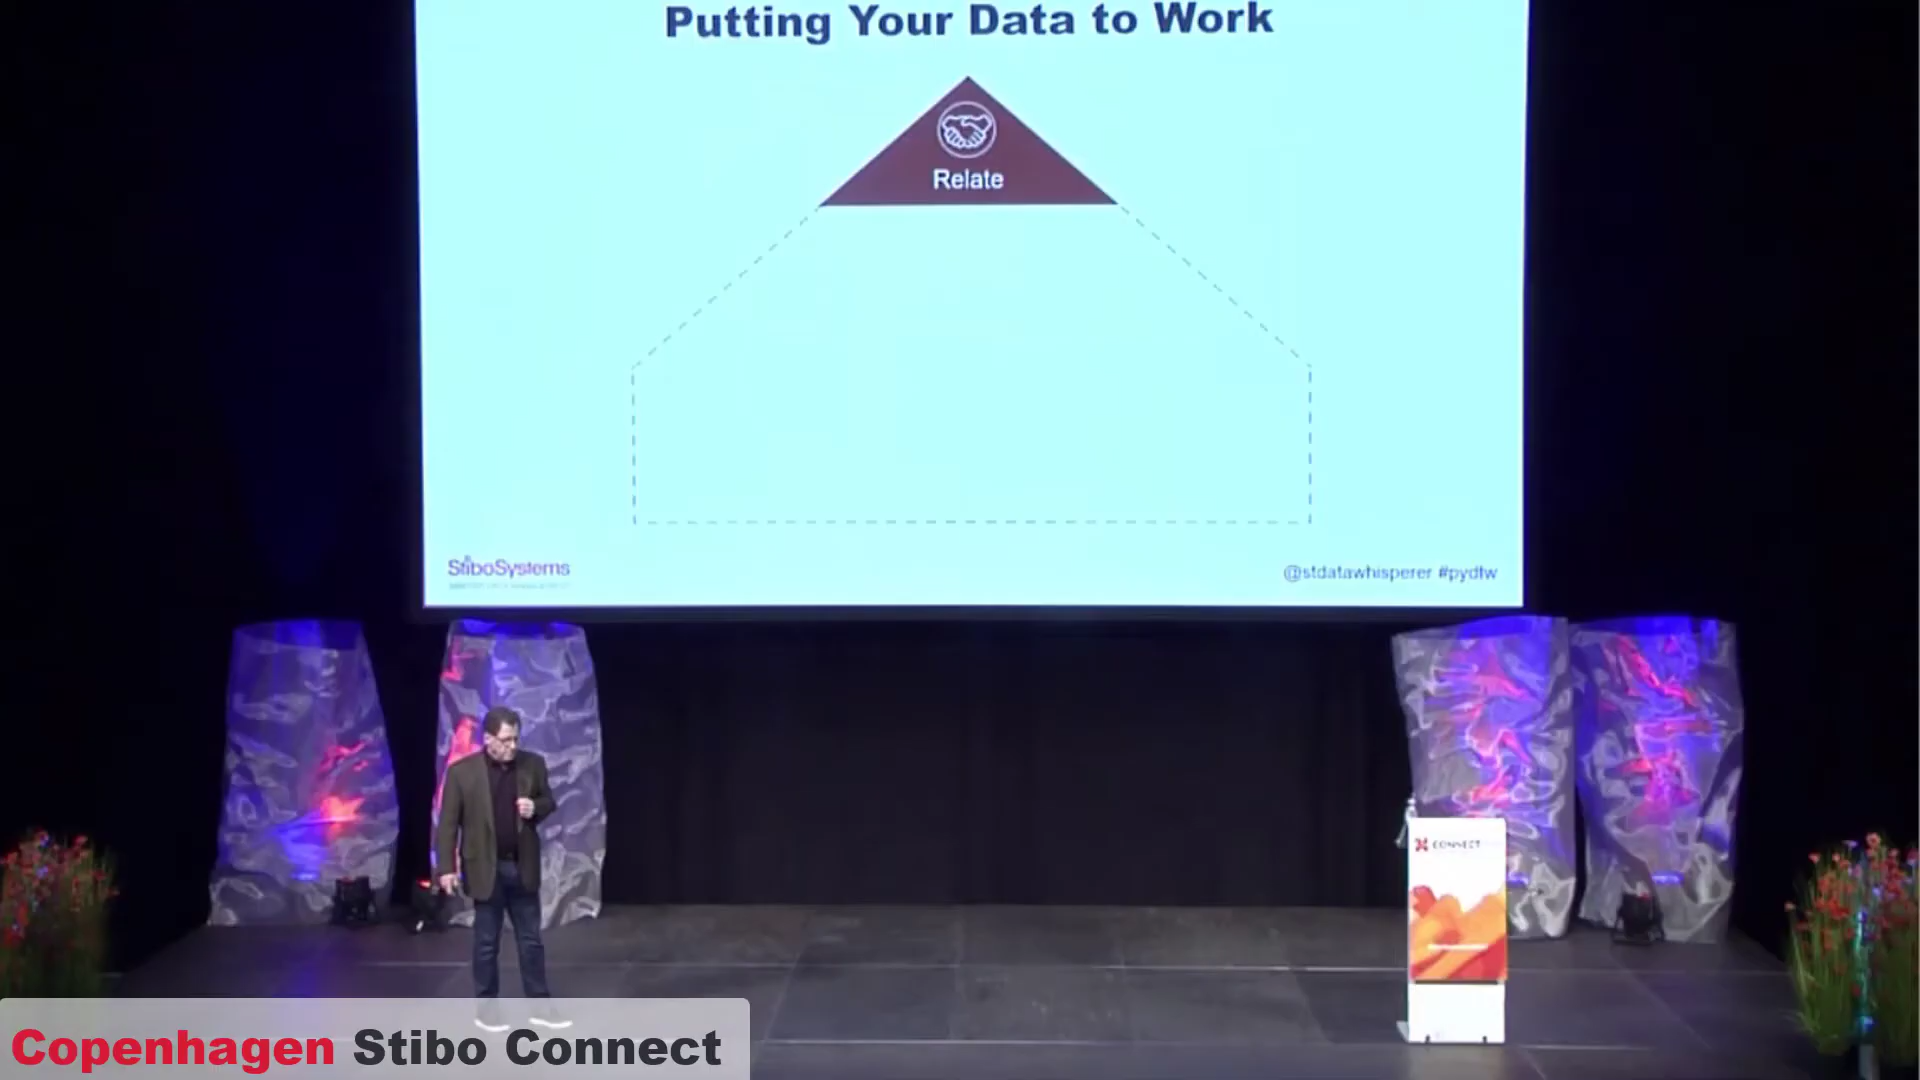 Putting Your Data to Work
Relate
StiboSystems
@stdatawhisperer #pydtw
CONNECT
Copenhagen Stibo Connect